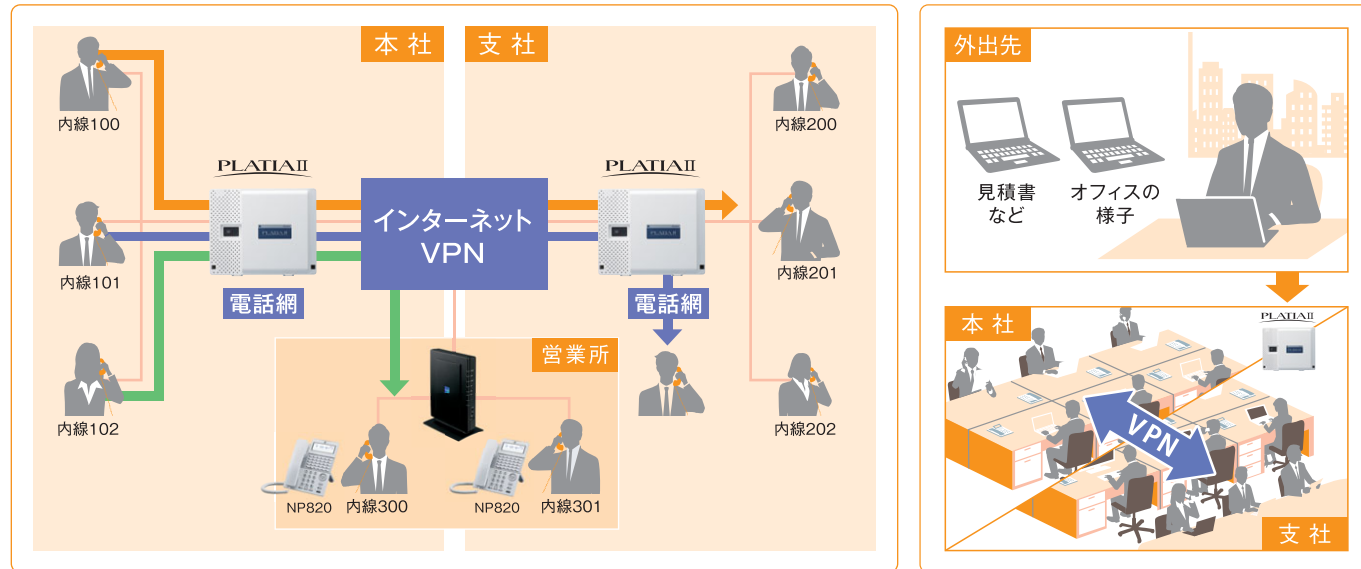 本社
支社
内線100
内線200
PLATIAII
PLATIAII
PLATIAII
PLATIAII
インターネット
VPN
内線101
内線201
電話網
電話網
営業所
内線102
内線202
NP820
内線300
NP820
内線301
外出先
見積書
など
オフィスの
様子
本社
PLATIAII
VPN
支社